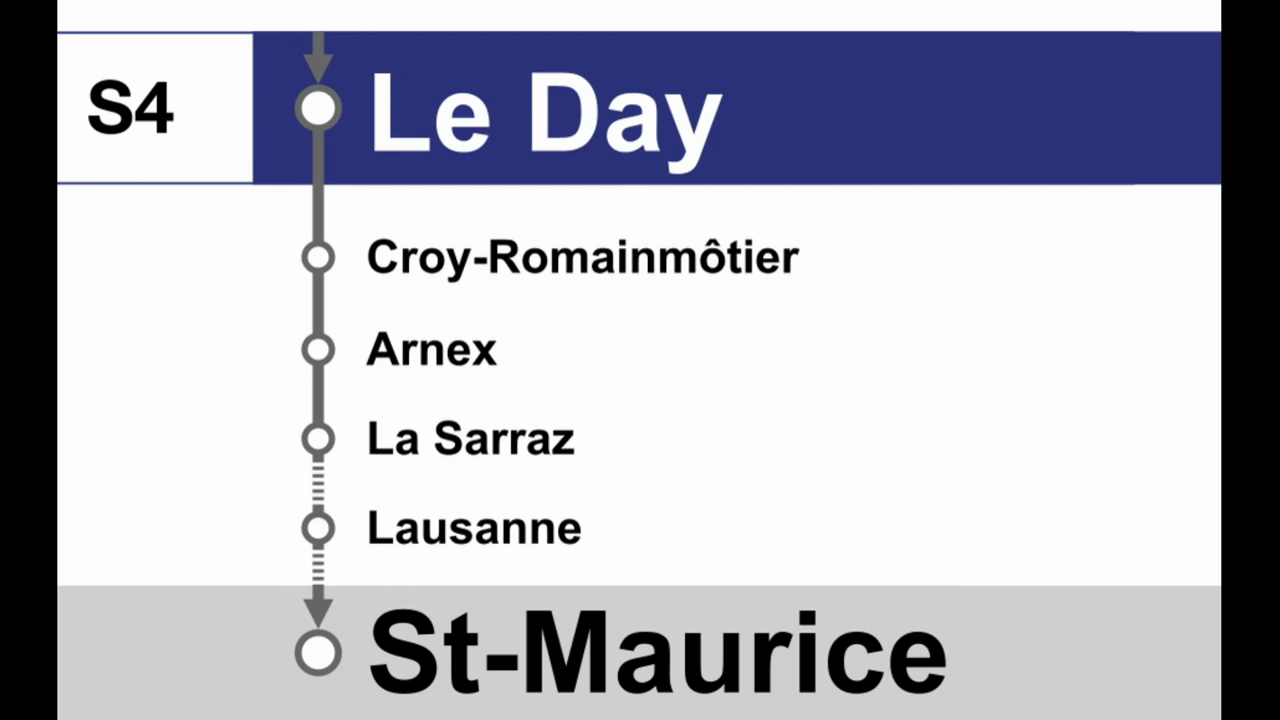 S4
Le Day
Croy-Romainmôtier
Arnex
La Sarraz
Lausanne
St-Maurice